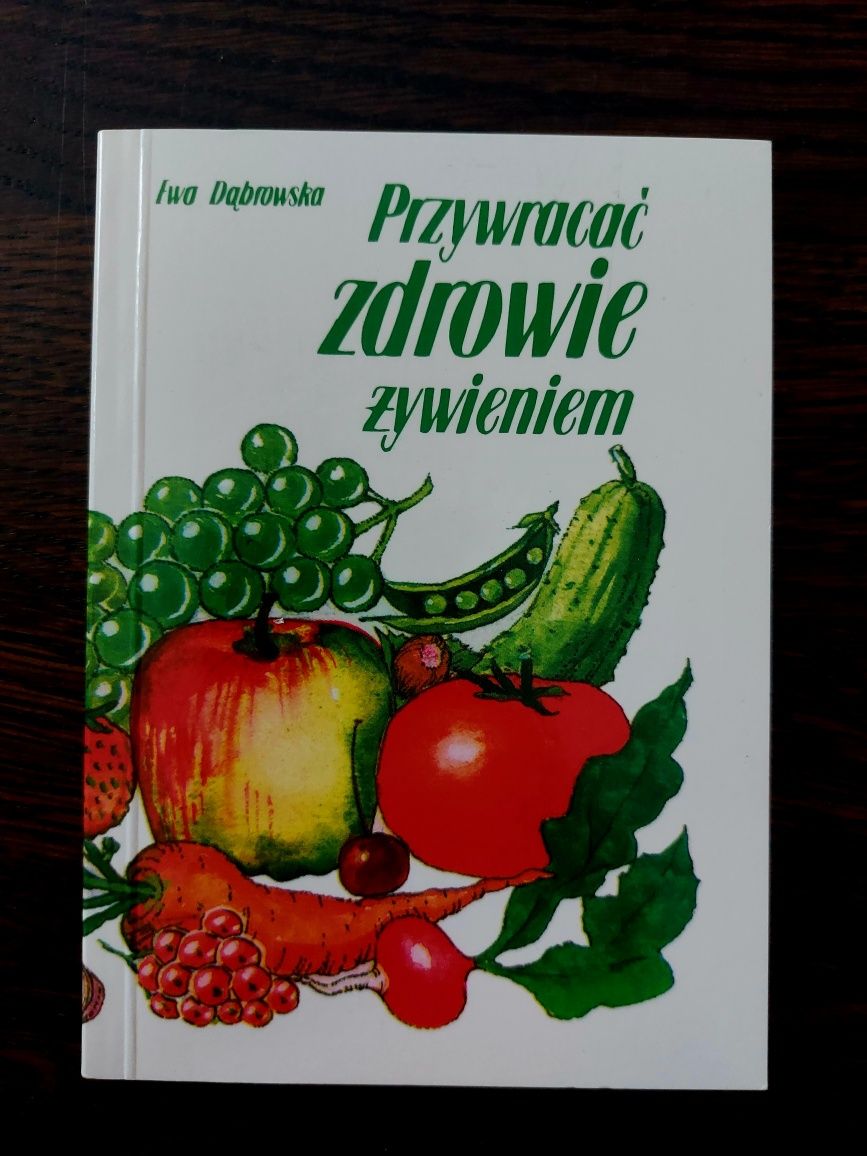 Ewa Dąbrowska
Przywracać
zdrowie
żywieniem